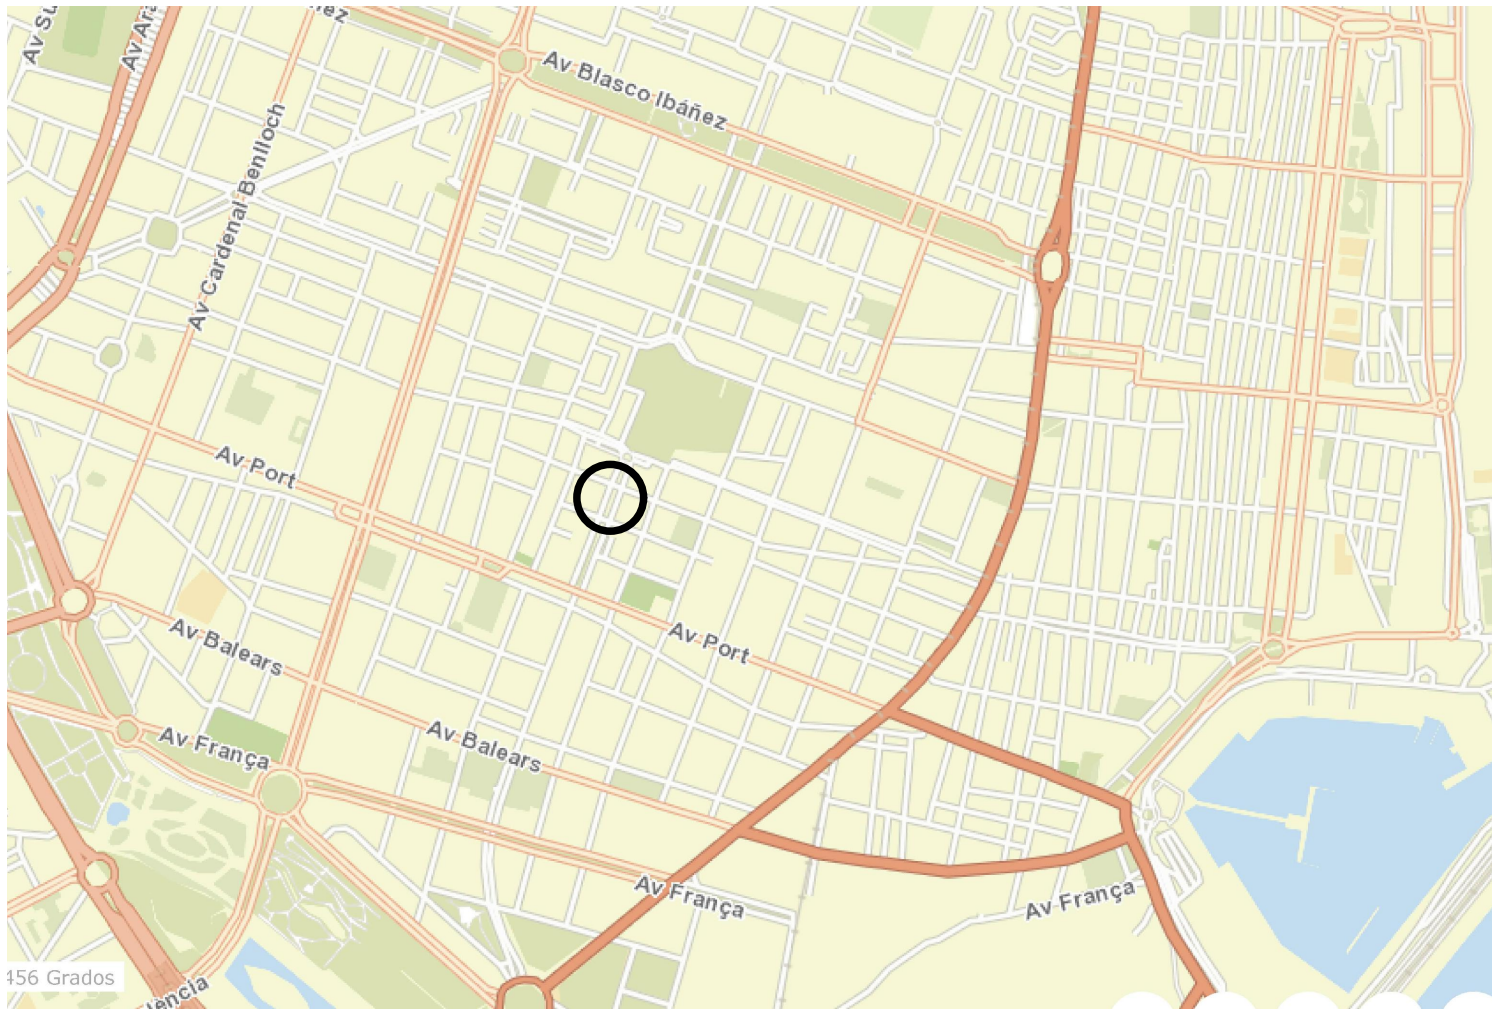 Av Blasco Ibáñez
Av Cardenal Benlloch
Av Port
Av Port
Av Balears
Av França
Av Balears
Av França
Av França
456 Grados